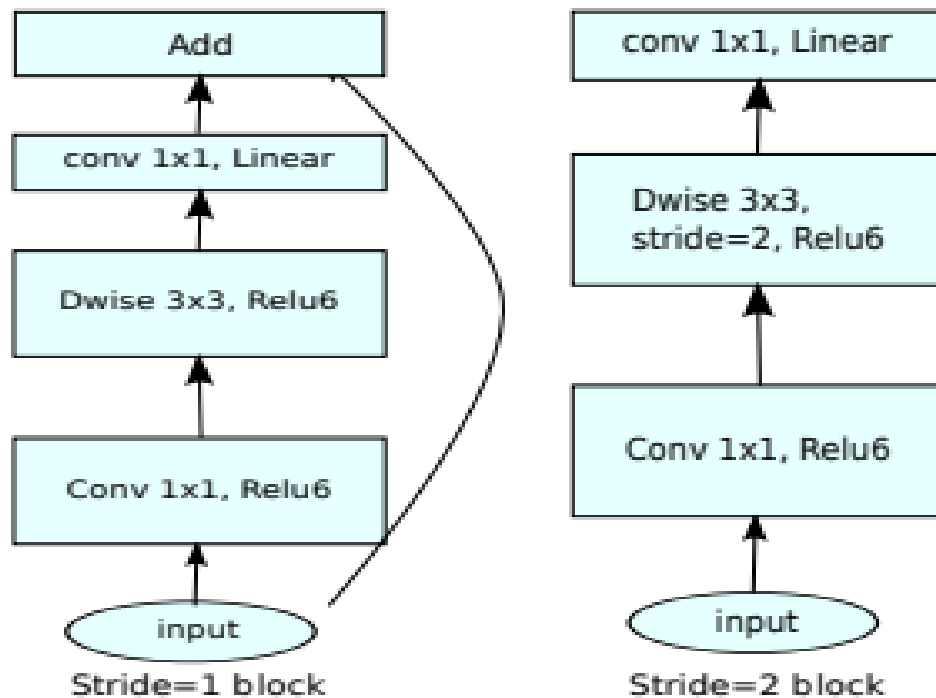 Add
conv 1x1, Linear
Dwise 3x3, Relu6
Conv 1x1, Relu6
input
Stride=1 block
conv 1x1, Linear
Dwise 3x3,
stride=2, Relu6
Conv 1x1, Relu6
input
Stride=2 block